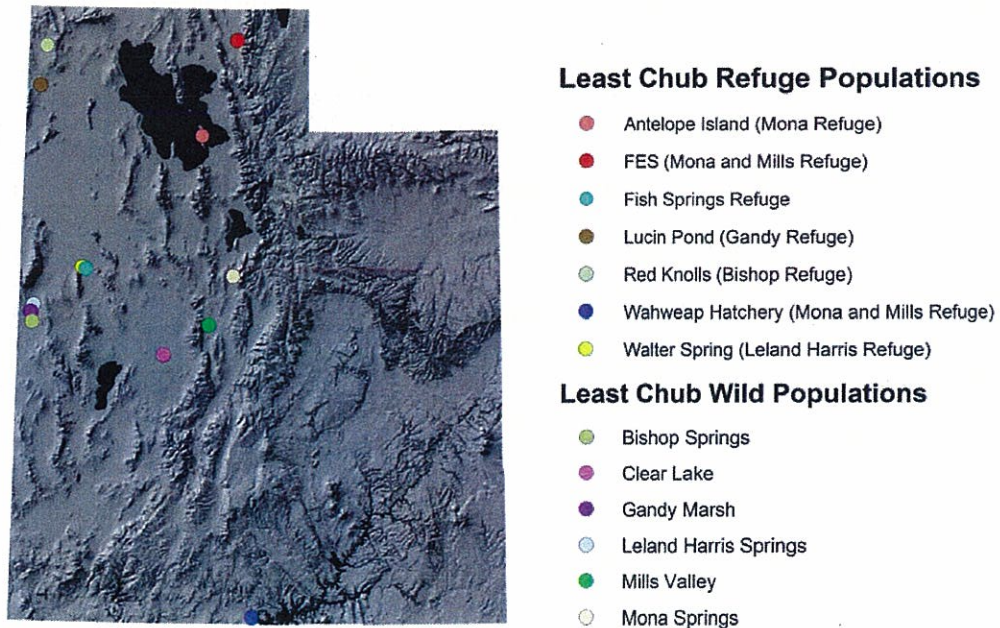 Least Chub Refuge Populations
Antelope Island (Mona Refuge)
FES (Mona and Mills Refuge)
Fish Springs Refuge
Lucin Pond (Gandy Refuge)
Red Knolls (Bishop Refuge)
Wahweap Hatchery (Mona and Mills Refuge)
Walter Spring (Leland Harris Refuge)
Least Chub Wild Populations
Bishop Springs
Clear Lake
Gandy Marsh
Leland Harris Springs
Mills Valley
Mona Springs